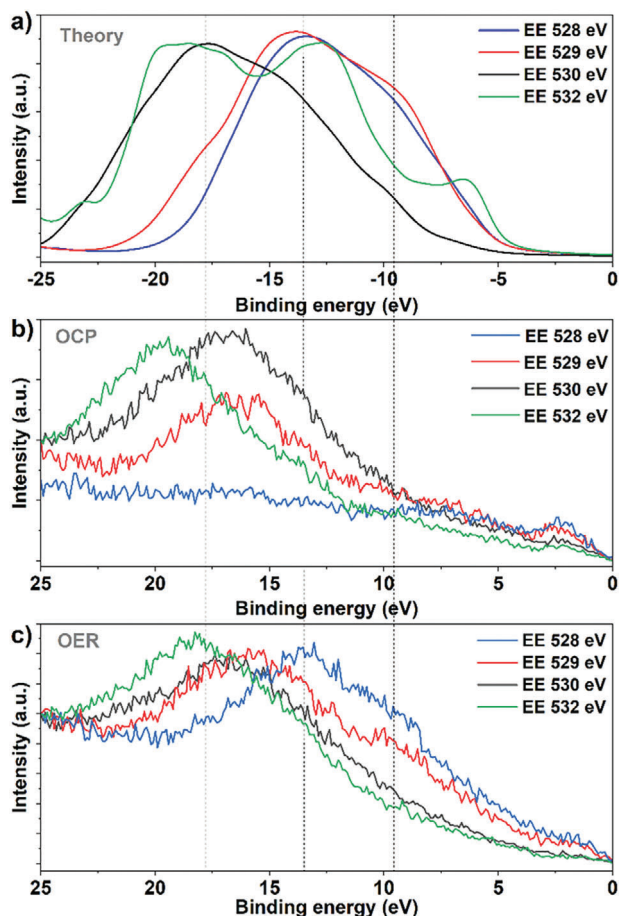 a)
Theory
EE 528 eV
EE 529 eV
EE 530 eV
EE 532 eV
Intensity (a.u.)
-25 -20 -15 -10 -5 0
Binding energy (eV)
b)
OCP
EE 528 eV
EE 529 eV
EE 530 eV
EE 532 eV
Intensity (a.u.)
25 20 15 10 5 0
Binding energy (eV)
c)
OER
EE 528 eV
EE 529 eV
EE 530 eV
EE 532 eV
Intensity (a.u.)
25 20 15 10 5 0
Binding energy (eV)